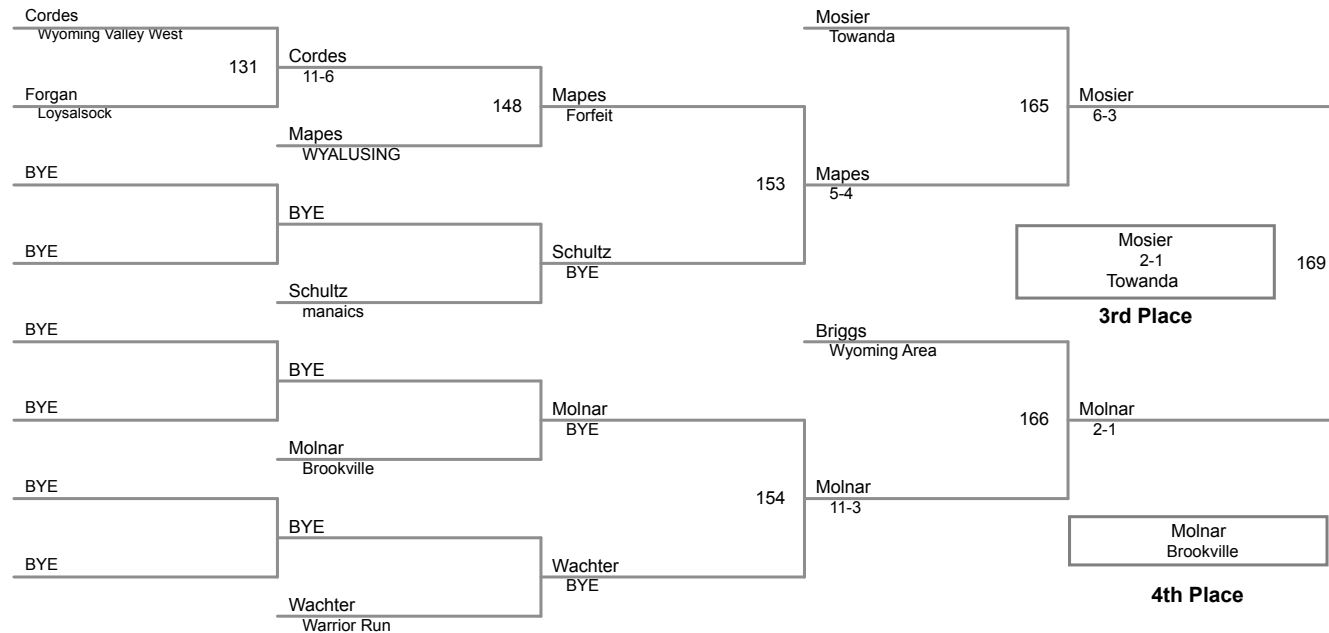 Cordes
Wyoming Valley West
131
Forgan
Loysalsock
BYE
BYE
BYE
BYE
BYE
BYE
Cordes
11-6
148
Mapes
WYALUSING
BYE
Schultz
manaics
BYE
Molnar
Brookville
BYE
Wachter
Warrior Run
Mapes
Forfeit
153
Schultz
BYE
Molnar
BYE
154
Wachter
BYE
Mosier
Towanda
165
Mapes
5-4
Briggs
Wyoming Area
166
Molnar
11-3
Mosier
6-3
Mosier
2-1
Towanda
169
3rd Place
Molnar
2-1
Molnar
Brookville
4th Place